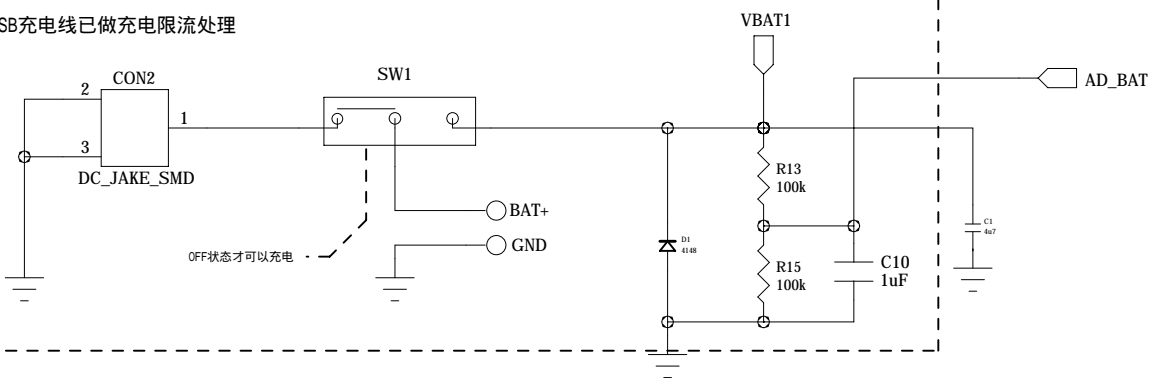 SB充电线已做充电限流处理
VBAT1
CON2
SW1
AD_BAT
2
1
3
DC_JAKE_SMD
R13
100k
BAT+
GND
OFF状态才可以充电
D1
4148
C1
4u7
R15
100k
C10
1uF